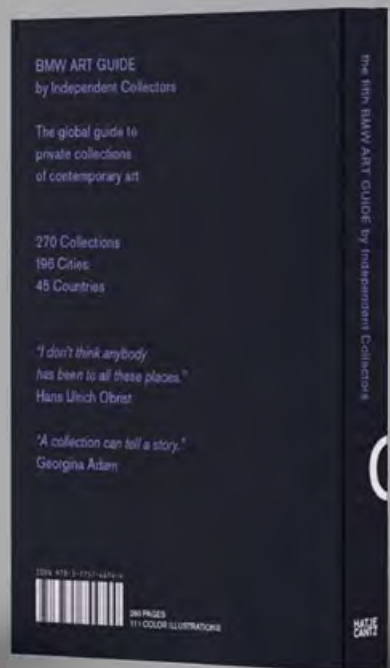 BMW ART GUIDE
by Independent Collectors
The global guide to
private collections
of contemporary art
270 Collections
196 Cities
45 Countries
"I don't think anybody
has been to all these places."
Hans Ulrich Obrist
"A collection can tell a story."
Georgina Adam
PAGES
111 COLOR ILLUSTRATIONS
the fifth BMW ART GUIDE by Independent Collectors
HATJE
CANTZ